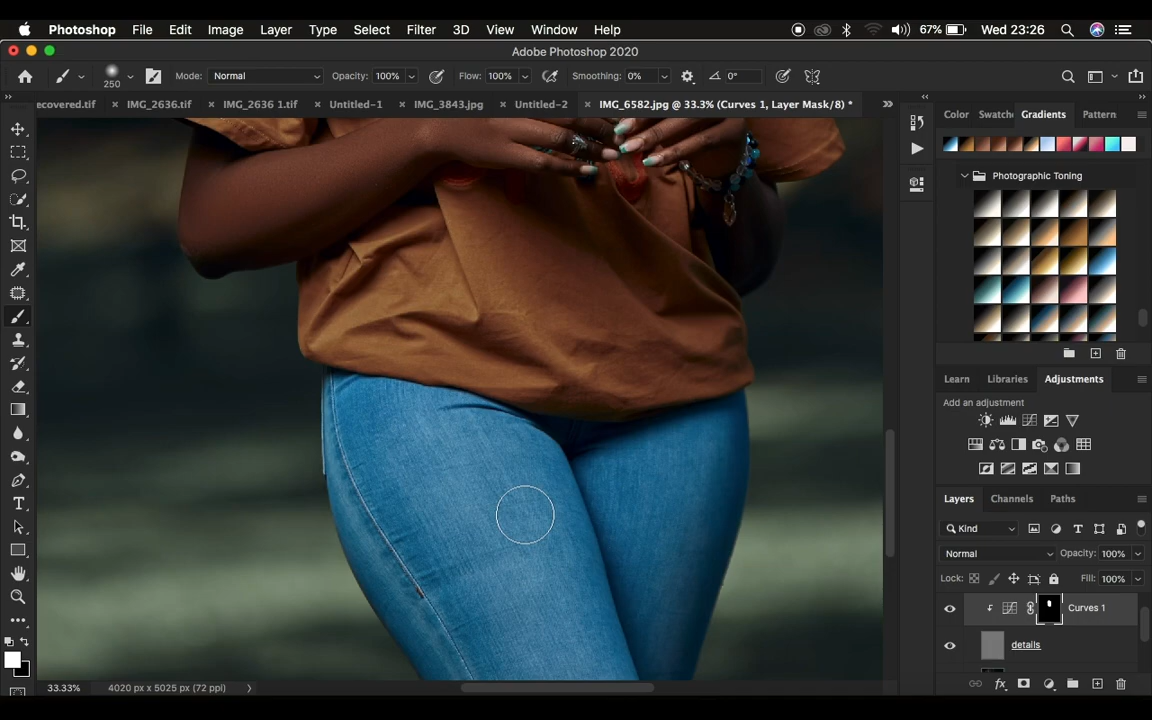 Photoshop File Edit Image Layer Type Select Filter 3D View Window Help 67% Wed 23:26
Adobe Photoshop 2020
250 Mode: Normal Opacity: 100% Flow: 100% Smoothing: 0% 0°
ecovered.tif IMG_2636.tif IMG_2636 1.tif Untitled-1 IMG_3843.jpg Untitled-2 IMG_6582.jpg @ 33.3% (Curves 1, Layer Mask/8) *
Color Swatche Gradients Pattern
Photographic Toning
Learn Libraries Adjustments
Add an adjustment
Layers Channels Paths
Kind
Normal Opacity: 100%
Lock: Fill: 100%
Curves 1
details
33.33% 4020 px x 5025 px (72 ppi)